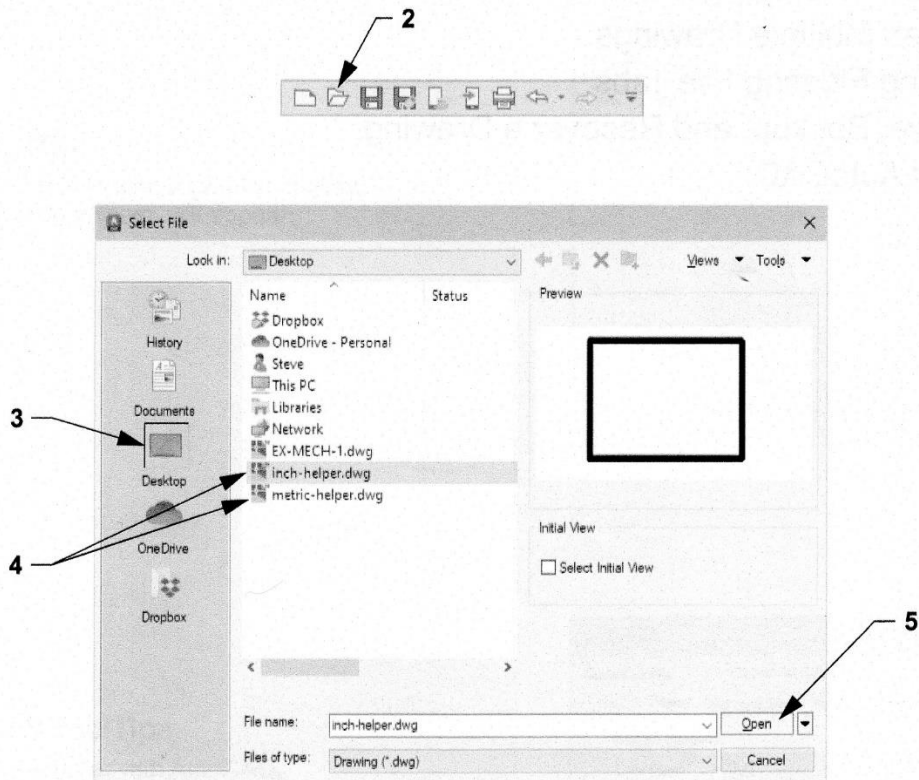 2
Select File
Look in:
Desktop
Views
Tools
Name
Status
Preview
History
Documents
Desktop
OneDrive
Dropbox
Dropbox
OneDrive - Personal
Steve
This PC
Libraries
Network
EX-MECH-1.dwg
inch-helper.dwg
metric-helper.dwg
Initial View
Select Initial View
3
4
5
File name:
inch-helper.dwg
Open
Files of type:
Drawing (*.dwg)
Cancel